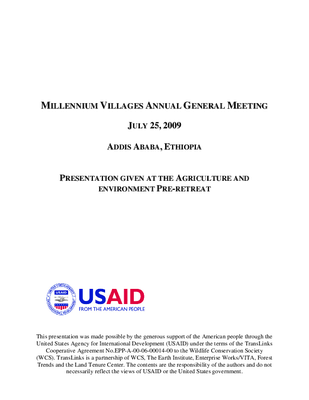 MILLENNIUM VILLAGES ANNUAL GENERAL MEETING
JULY 25, 2009
ADDIS ABABA, ETHIOPIA
PRESENTATION GIVEN AT THE AGRICULTURE AND
ENVIRONMENT PRE-RETREAT
USAID
FROM THE AMERICAN PEOPLE
This presentation was made possible by the generous support of the American people through the
United States Agency for International Development (USAID) under the terms of the TransLinks
Cooperative Agreement No.EPP-A-00-06-00014-00 to the Wildlife Conservation Society
(WCS). TransLinks is a partnership of WCS, The Earth Institute, Enterprise Works/VITA, Forest
Trends and the Land Tenure Center. The contents are the responsibility of the authors and do not
necessarily reflect the views of USAID or the United States government.